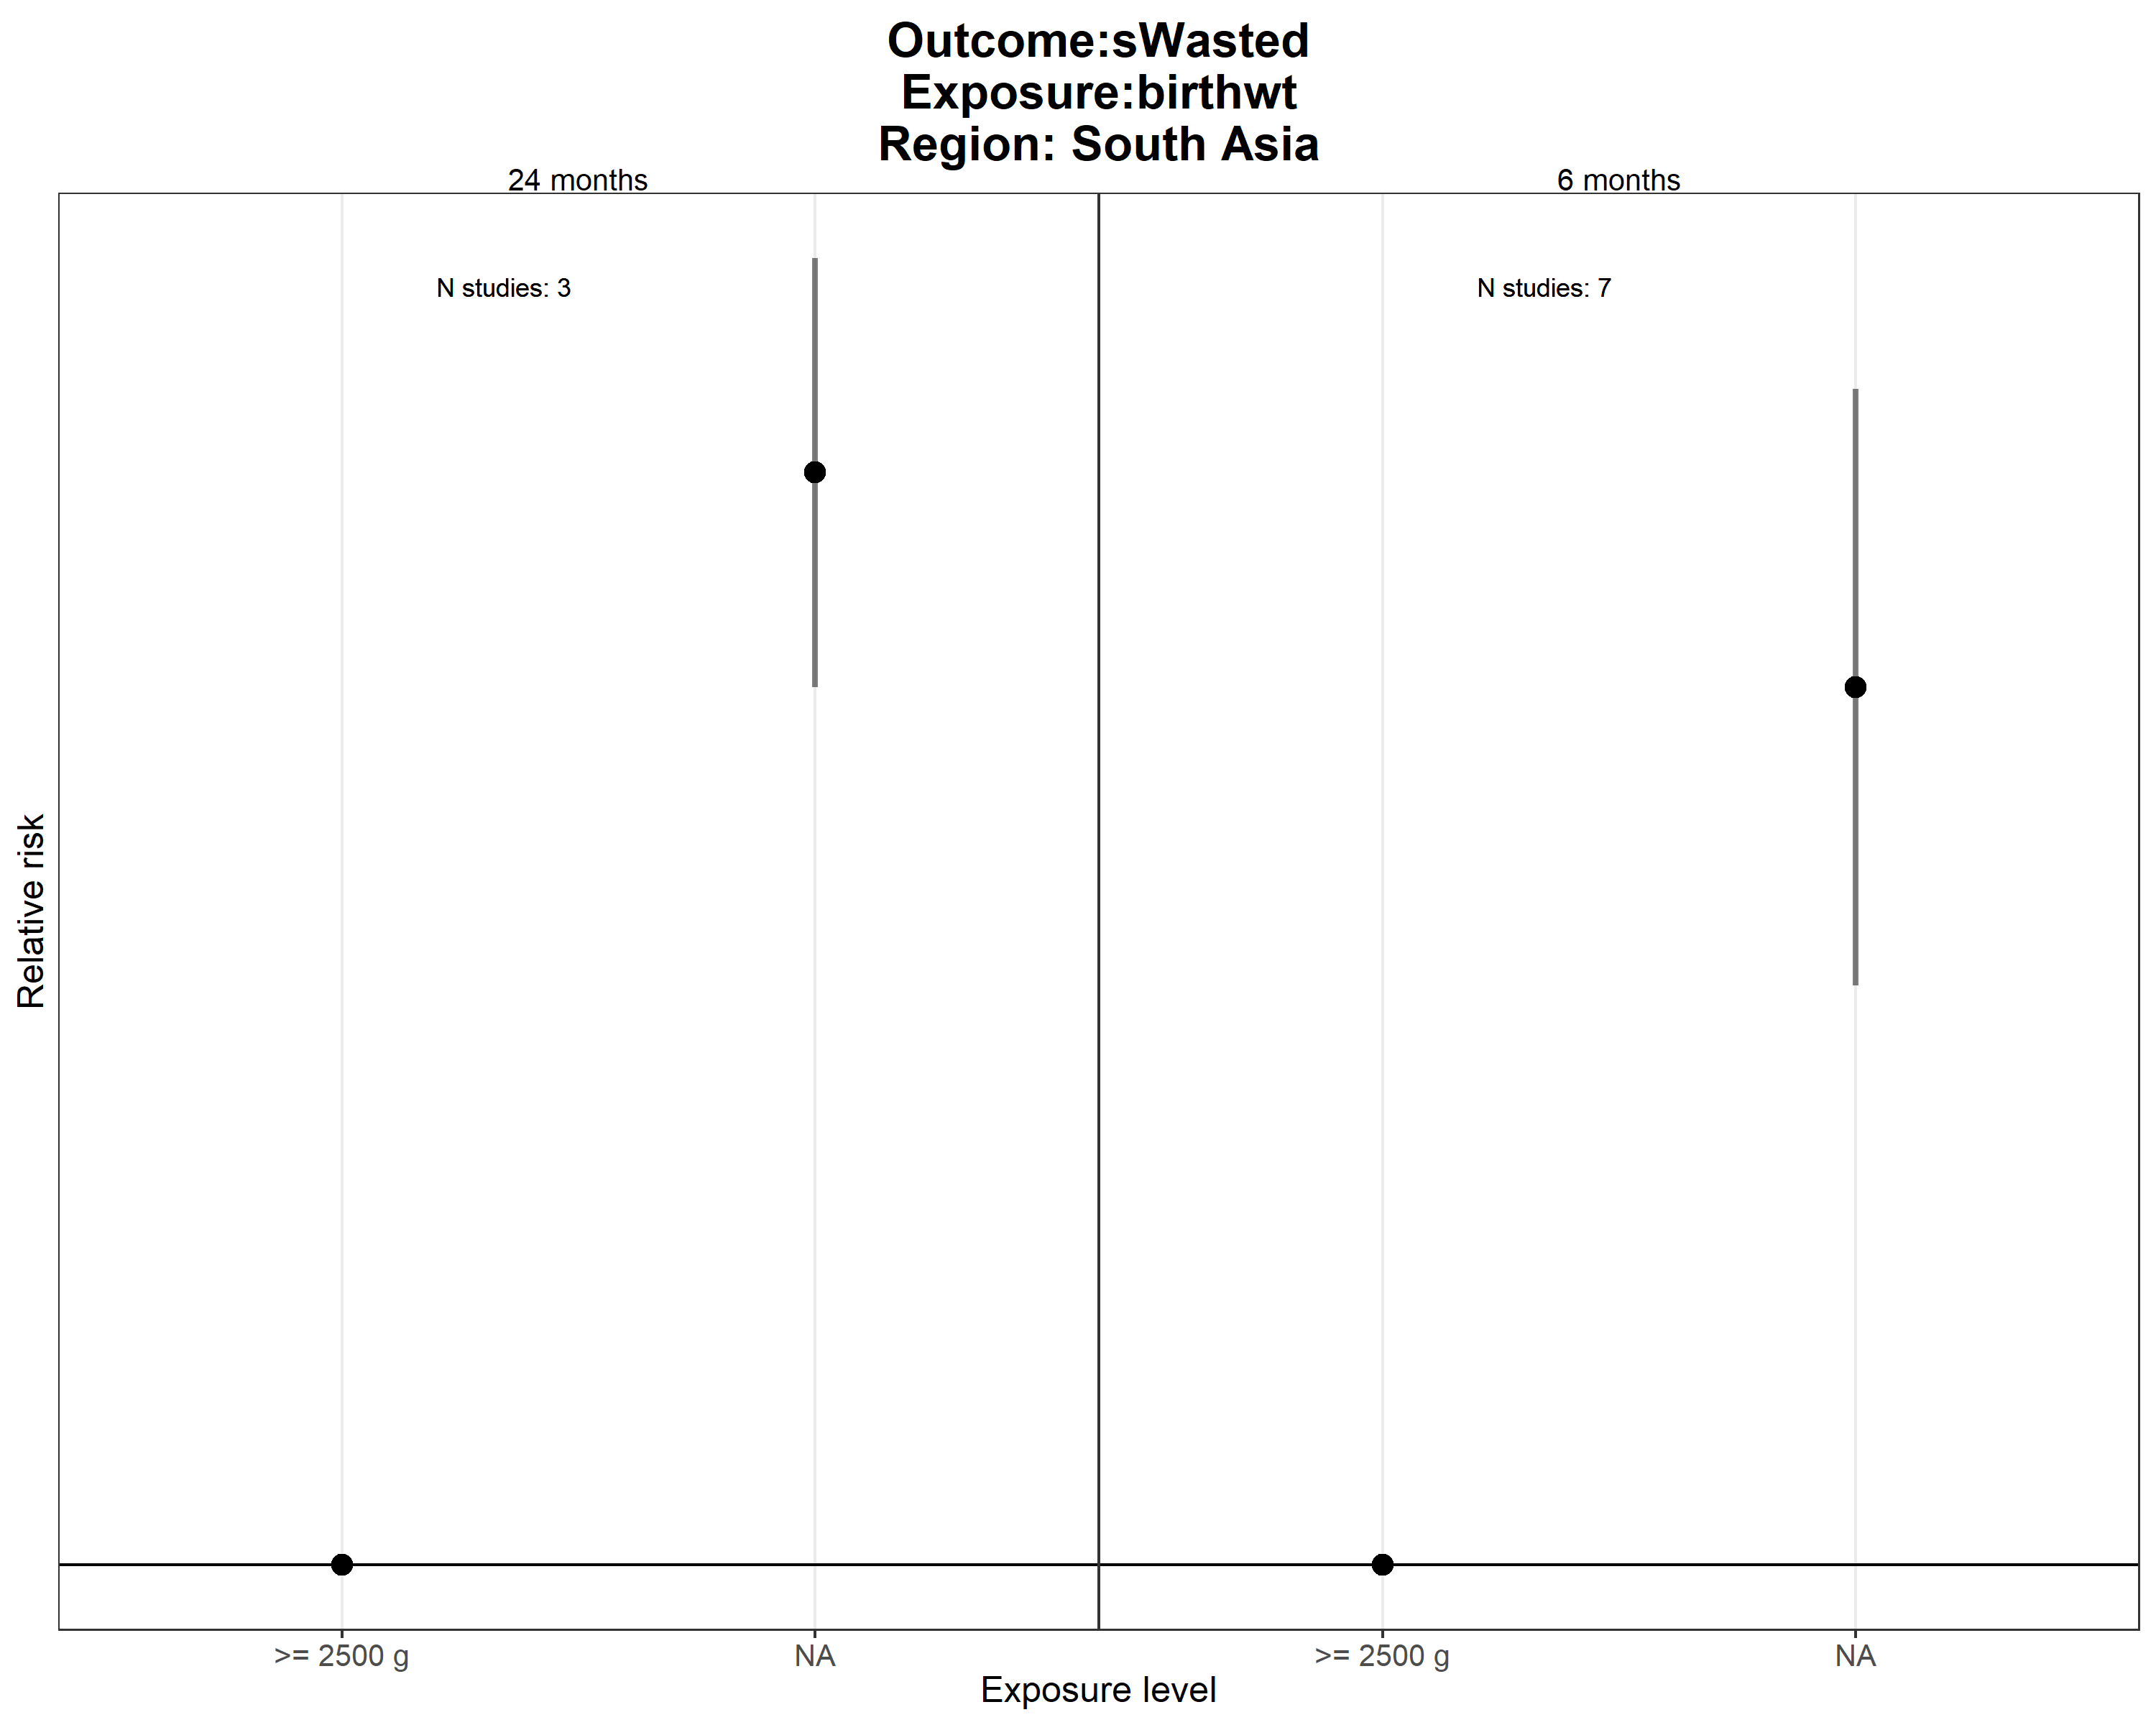 Outcome:sWasted
Exposure:birthwt
Region: South Asia
24 months
6 months
N studies: 3
N studies: 7
Relative risk
>= 2500 g
NA
>= 2500 g
NA
Exposure level